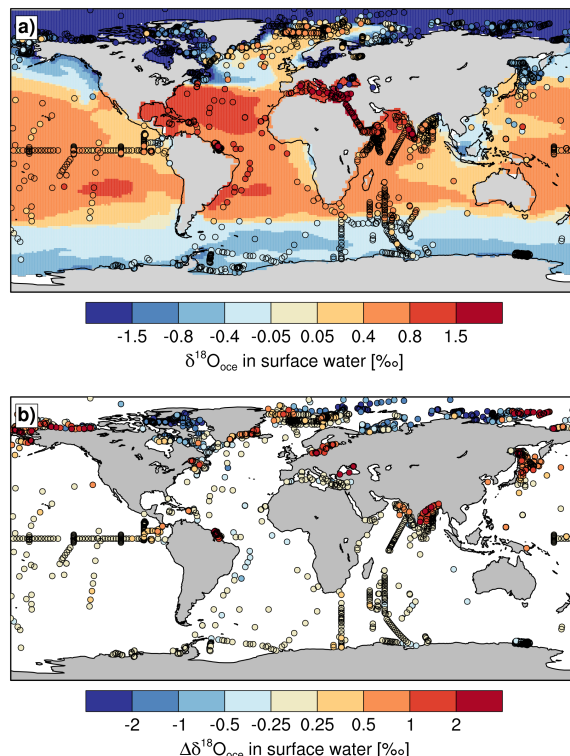 a)
-1.5 -0.8 -0.4 -0.05 0.05 0.4 0.8 1.5
δ¹⁸Oₒcₑ in surface water [‰]
b)
-2 -1 -0.5 -0.25 0.25 0.5 1 2
Δδ¹⁸Oₒcₑ in surface water [‰]